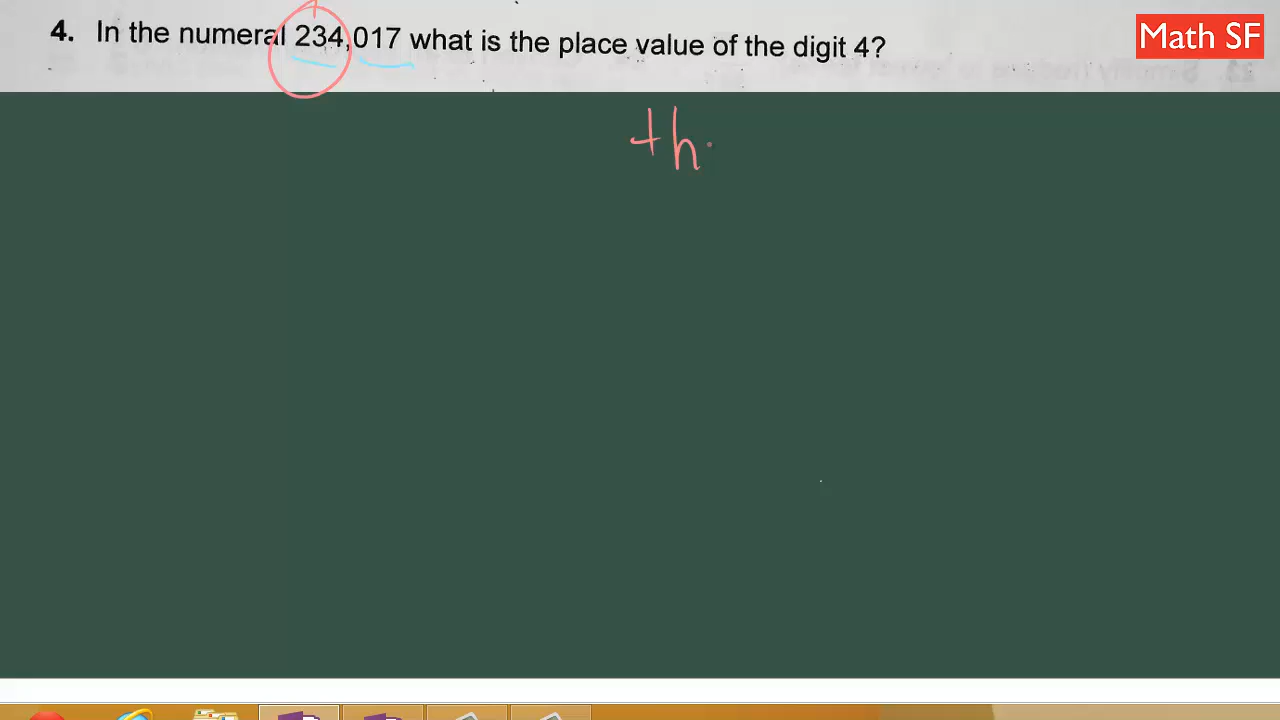 4. In the numeral 234,017 what is the place value of the digit 4?
Math SF
th